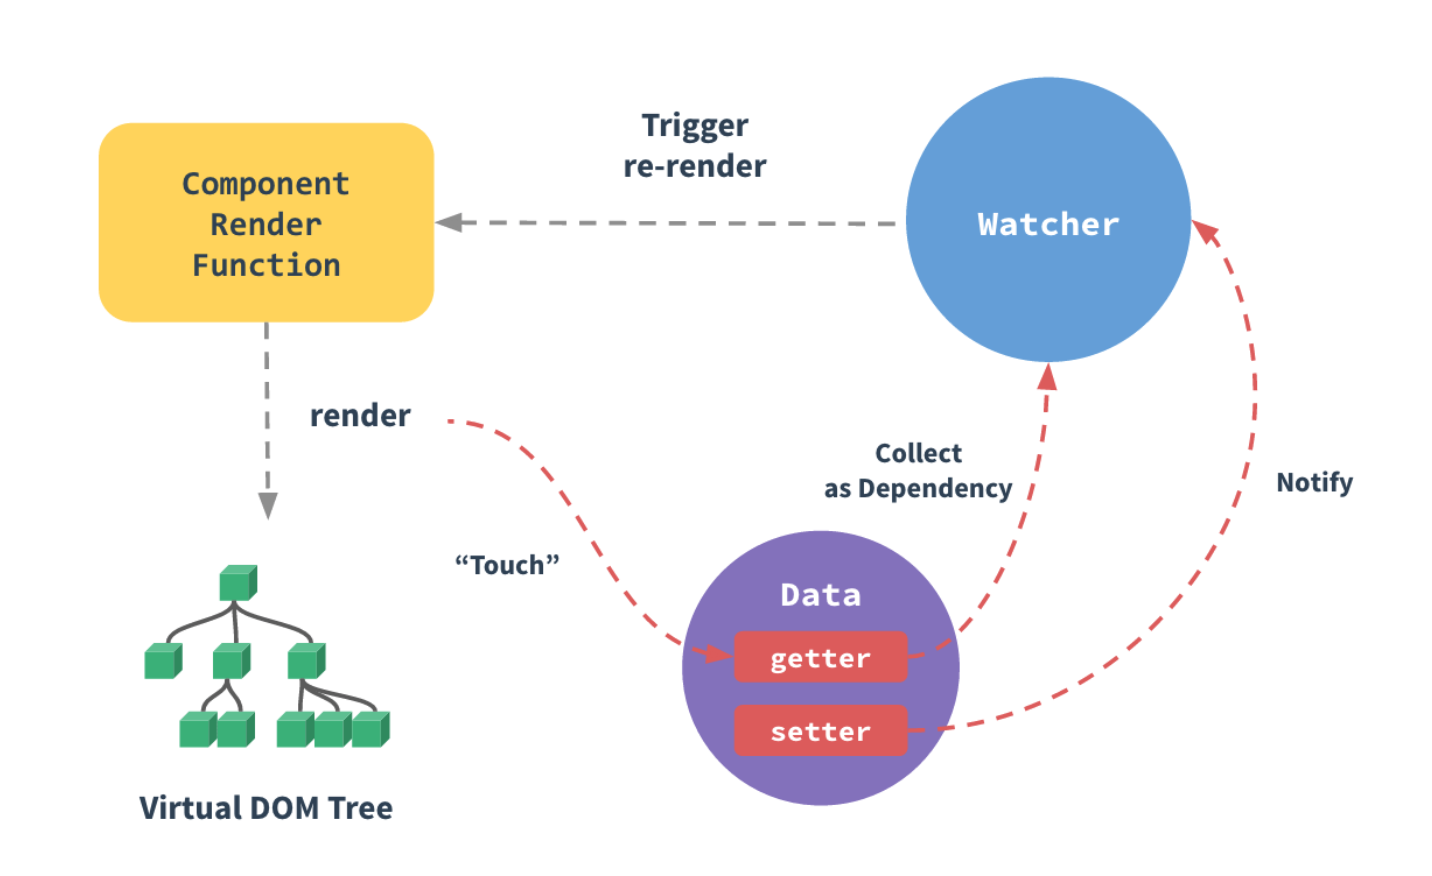 Trigger
re-render
Component
Render
Function
Watcher
render
Collect
as Dependency
Notify
“Touch”
Data
getter
setter
Virtual DOM Tree